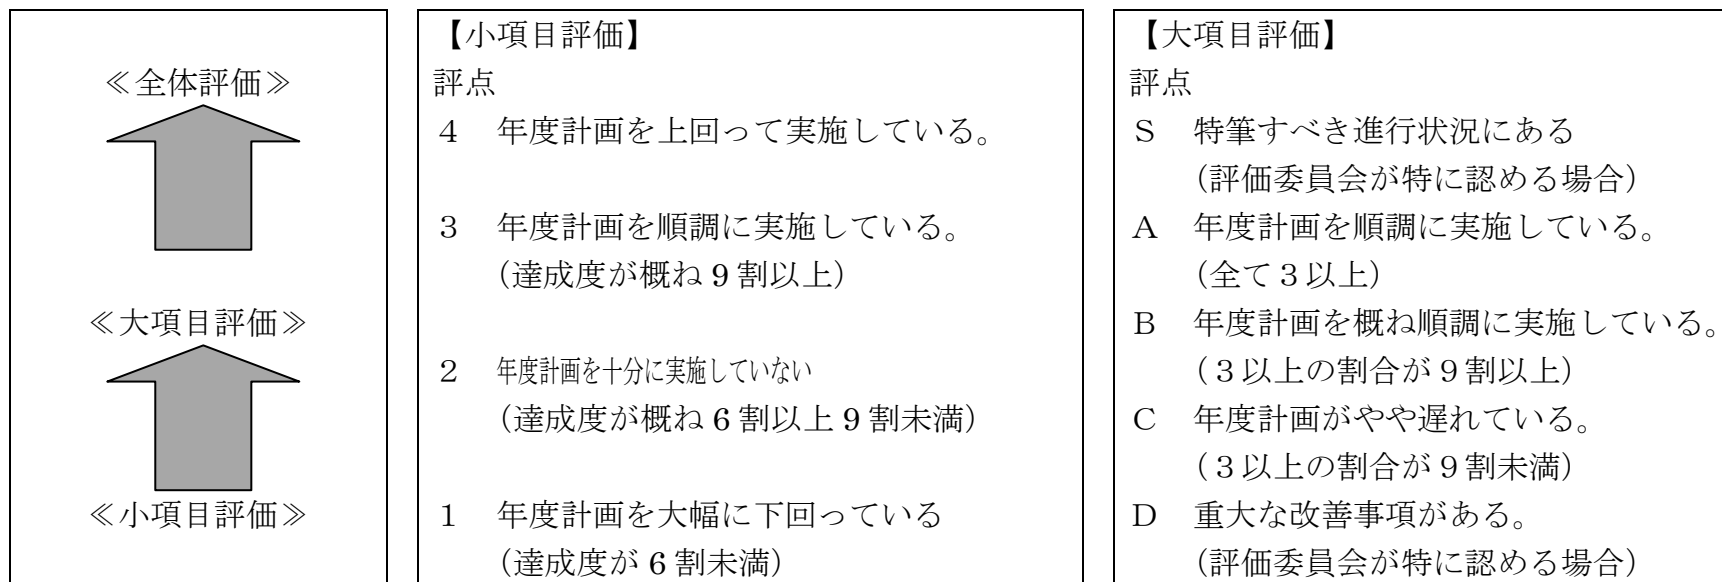 ≪全体評価≫
≪大項目評価≫
≪小項目評価≫
【小項目評価】
評点
４　年度計画を上回って実施している。
３　年度計画を順調に実施している。
（達成度が概ね 9 割以上）
２　年度計画を十分に実施していない
（達成度が概ね 6 割以上 9 割未満）
１　年度計画を大幅に下回っている
（達成度が 6 割未満）
【大項目評価】
評点
Ｓ　特筆すべき進行状況にある
（評価委員会が特に認める場合）
Ａ　年度計画を順調に実施している。
（全て３以上）
Ｂ　年度計画を概ね順調に実施している。
（３以上の割合が９割以上）
Ｃ　年度計画がやや遅れている。
（３以上の割合が９割未満）
Ｄ　重大な改善事項がある。
（評価委員会が特に認める場合）